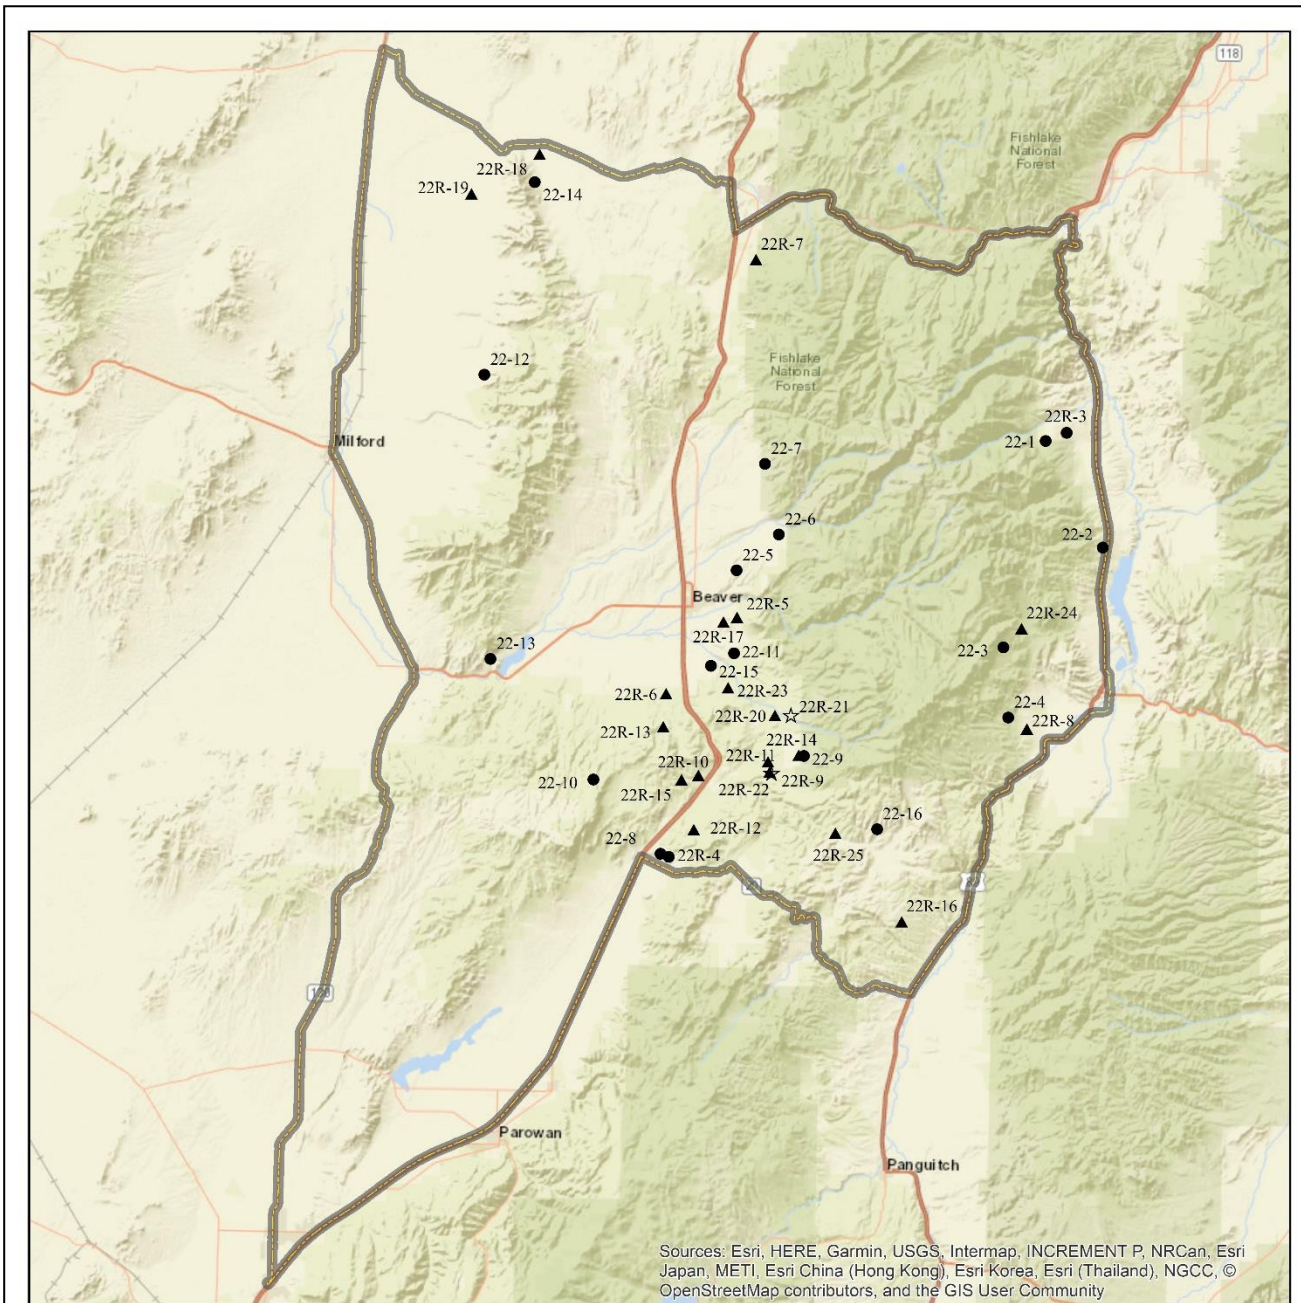 118
Fishlake
National
Forest
22R-18
22R-19
22-14
22R-7
22-12
Fishlake
National
Forest
Milford
22R-3
22-1
22-7
22-6
22-2
22-5
Beaver
22R-5
22R-24
22R-17
22-13
22-11
22-3
22-15
22R-6
22R-23
22R-21
22R-20
22-4
22R-8
22R-13
22R-14
22R-11
22-9
22R-10
22-10
22R-15
22R-22
22R-9
22R-12
22-16
22-8
22R-4
22R-25
22R-16
Parowan
Panguitch
Sources: Esri, HERE, Garmin, USGS, Intermap, INCREMENT P, NRCan, Esri
Japan, METI, Esri China (Hong Kong), Esri Korea, Esri (Thailand), NGCC, ©
OpenStreetMap contributors, and the GIS User Community